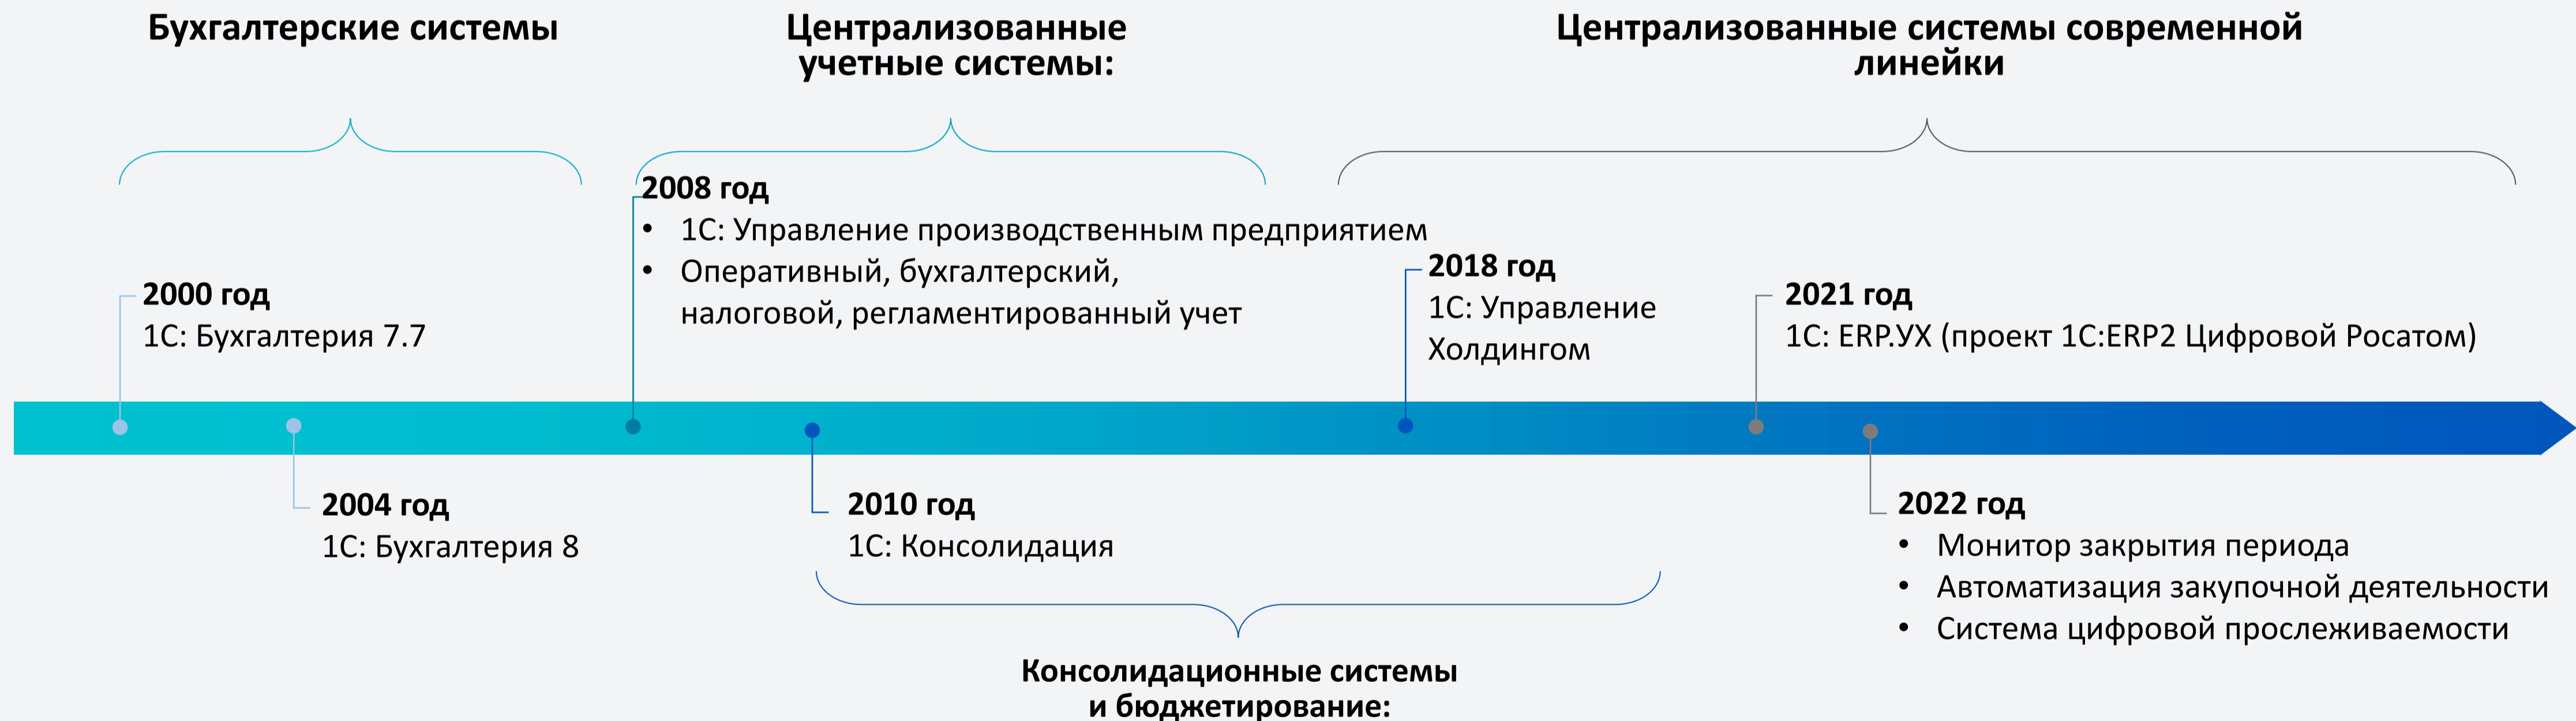 Бухгалтерские системы
Централизованные
учетные системы:
Централизованные системы современной
линейки
2008 год
• 1С: Управление производственным предприятием
• Оперативный, бухгалтерский,
налоговой, регламентированный учет
2000 год
1С: Бухгалтерия 7.7
2018 год
1С: Управление
Холдингом
2021 год
1С: ERP.УХ (проект 1С:ERP2 Цифровой Росатом)
2004 год
1С: Бухгалтерия 8
2010 год
1С: Консолидация
2022 год
• Монитор закрытия периода
• Автоматизация закупочной деятельности
• Система цифровой прослеживаемости
Консолидационные системы
и бюджетирование: